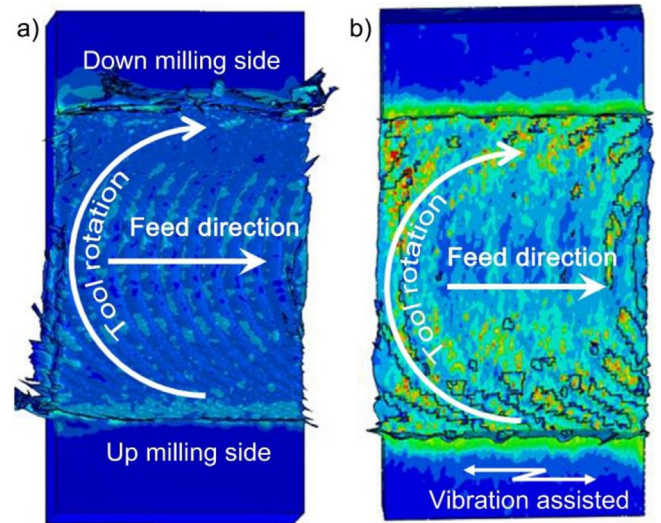 a)
Down milling side
Tool rotation
Feed direction
Up milling side
b)
Tool rotation
Feed direction
Vibration assisted